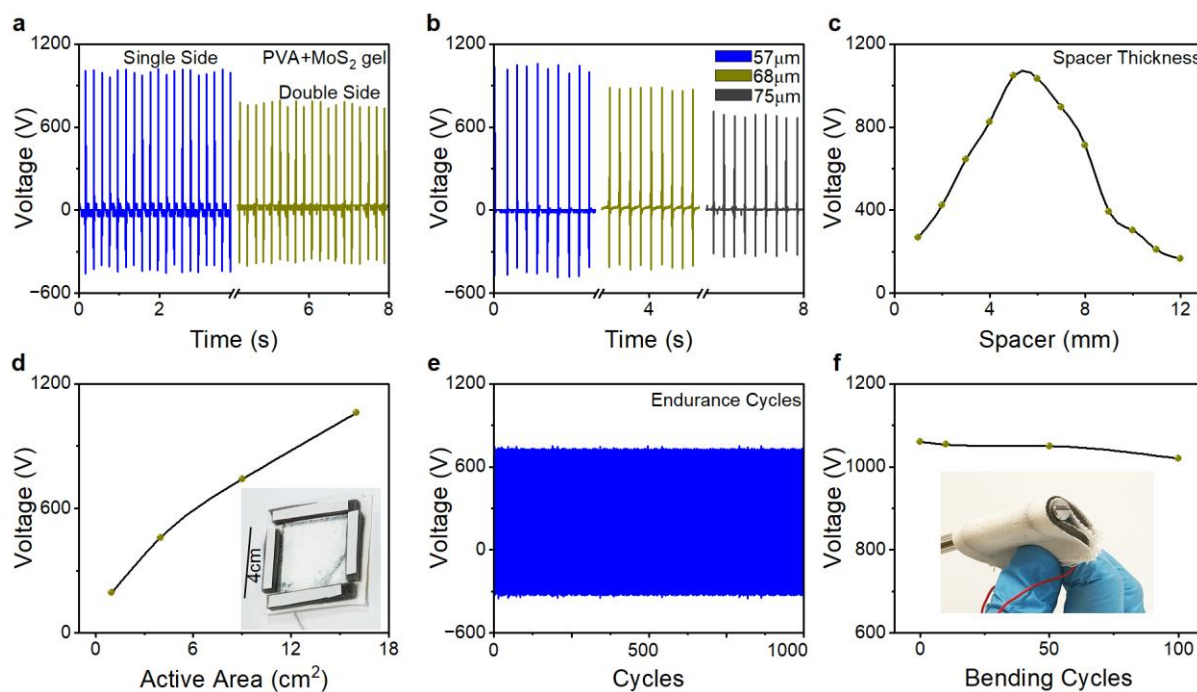 a
1200
600
0
−600
Voltage (V)
Single Side
PVA+MoS₂ gel
Double Side
0 2 6 8
Time (s)
b
1200
600
0
−600
Voltage (V)
57μm
68μm
75μm
0 4 8
Time (s)
c
1200
800
400
0
Voltage (V)
Spacer Thickness
0 4 8 12
Spacer (mm)
d
1200
600
0
Voltage (V)
4cm
0 6 12 18
Active Area (cm²)
e
1200
600
0
−600
Voltage (V)
Endurance Cycles
0 500 1000
Cycles
f
1200
1000
800
600
Voltage (V)
0 50 100
Bending Cycles